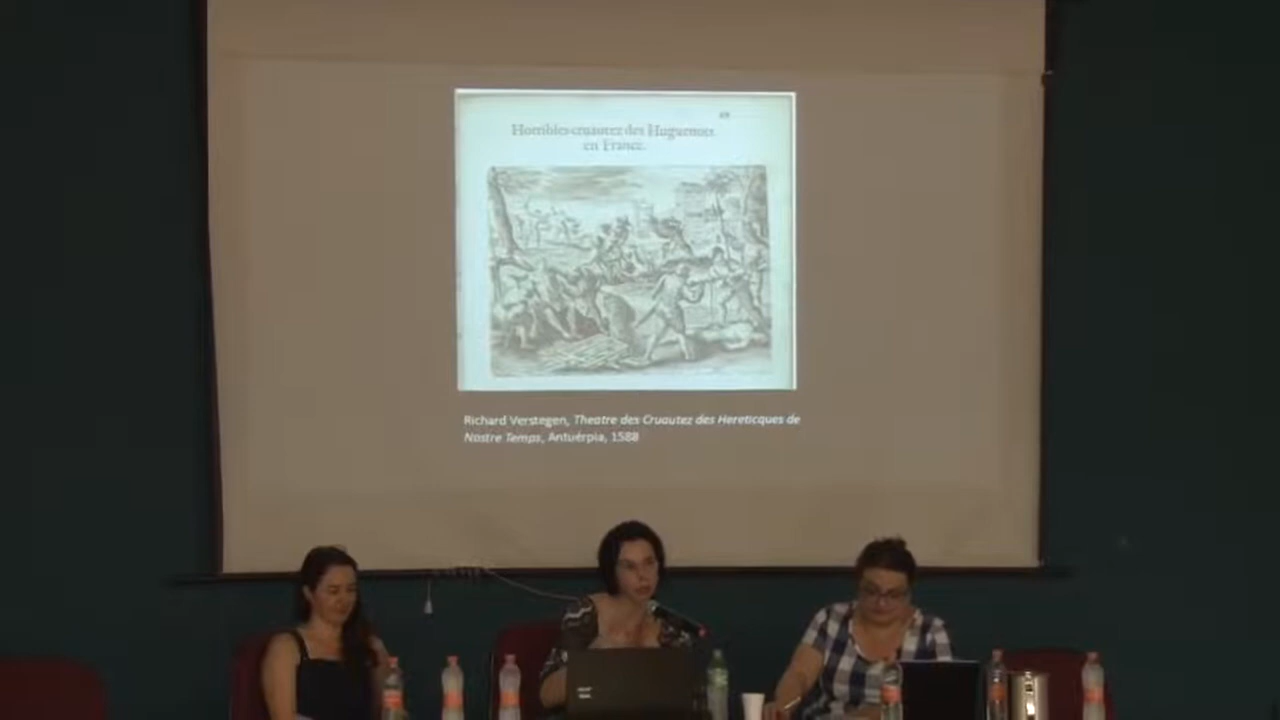 Horribles cruautez des Huguenots
en France.
Richard Verstegen, Theatre des Cruautez des Hereticques de
Nostre Temps, Antuérpia, 1588